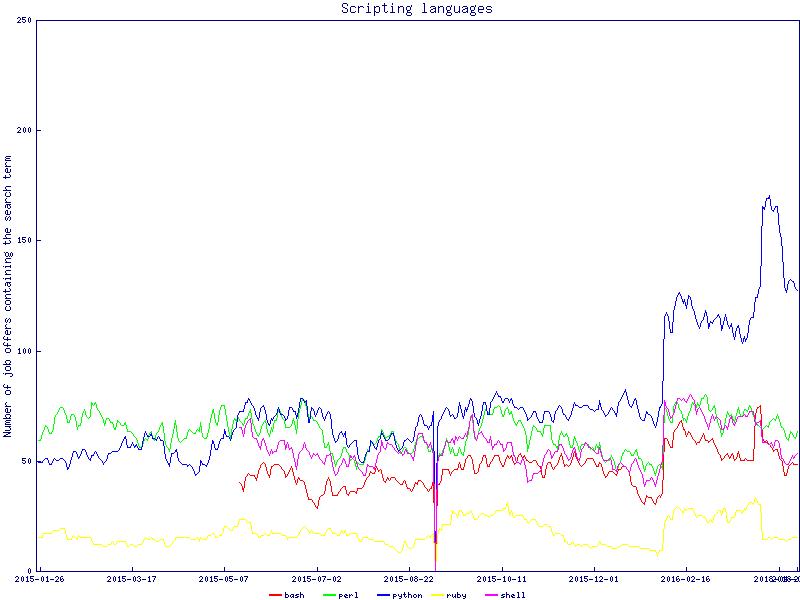 Scripting languages
Number of job offers containing the search term
250
200
150
100
50
0
2015-01-26 2015-03-17 2015-05-07 2015-07-02 2015-08-22 2015-10-11 2015-12-01 2016-02-16
bash perl python ruby shell